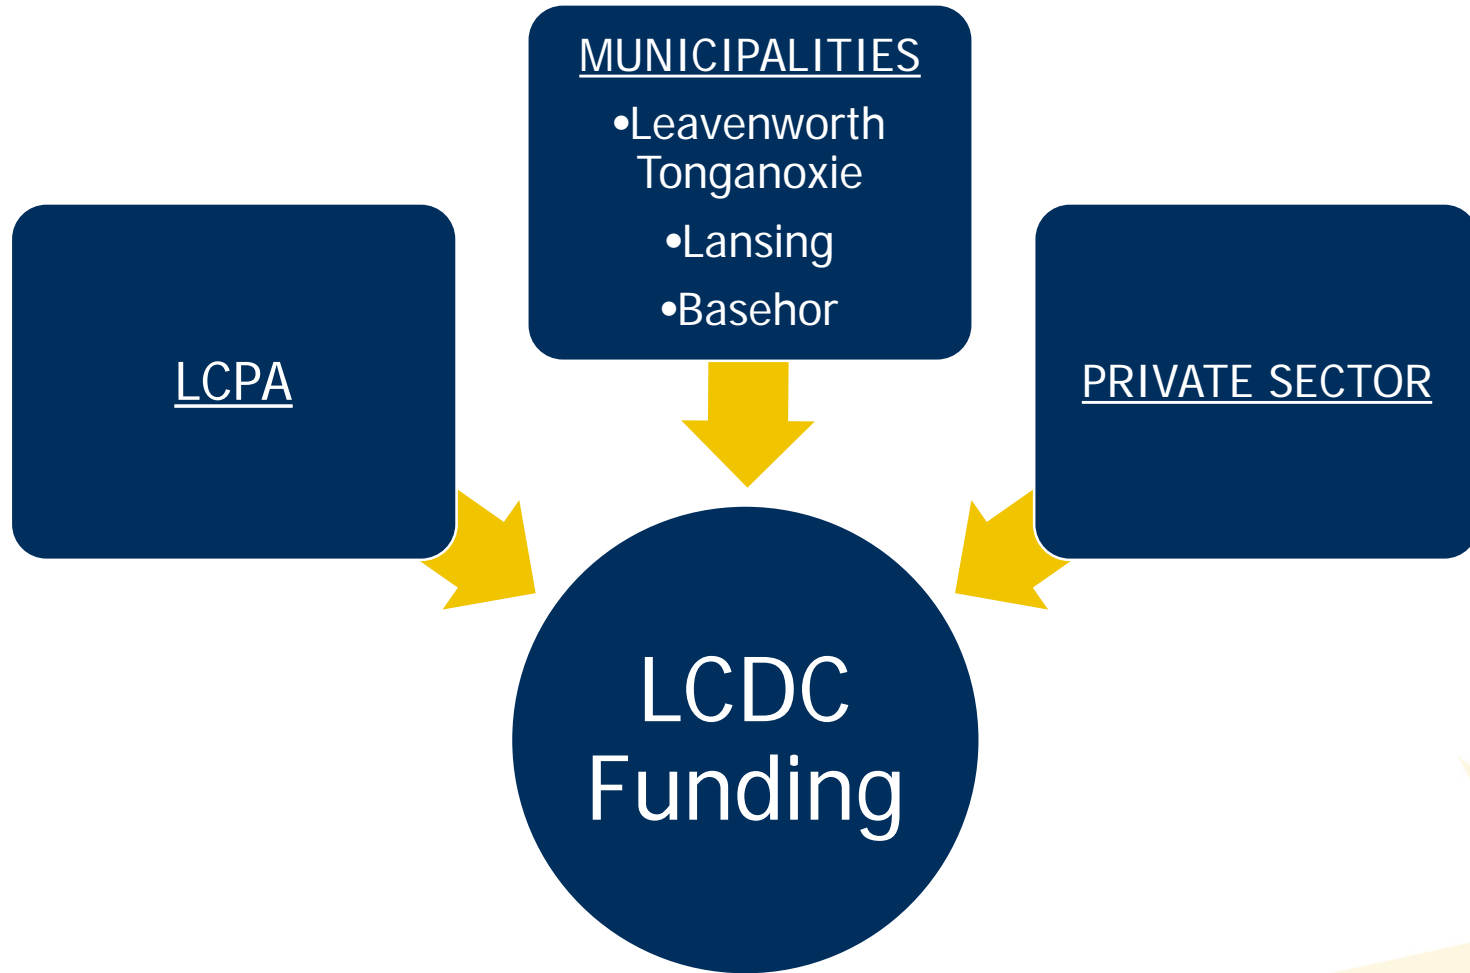 MUNICIPALITIES
•Leavenworth
Tonganoxie
•Lansing
•Basehor
LCPA
PRIVATE SECTOR
LCDC
Funding